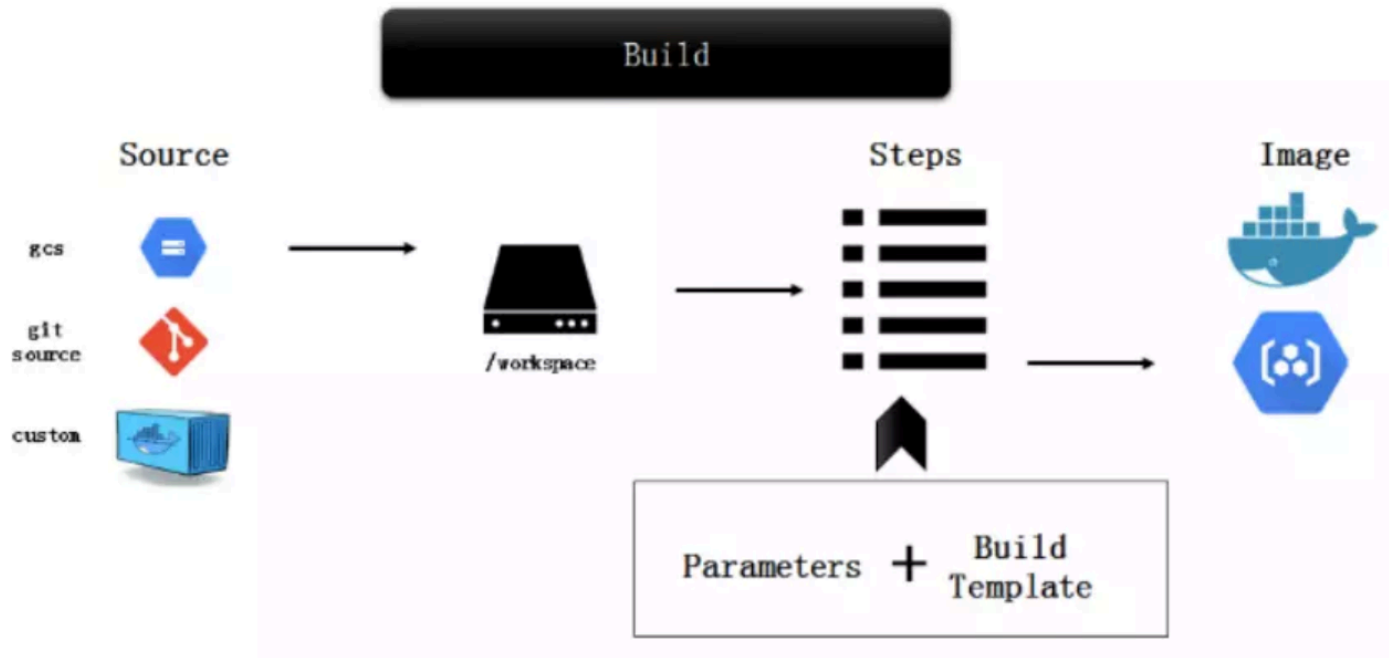 Build
Source
Steps
Image
gcs
git
source
custom
/workspace
Parameters + Build
Template